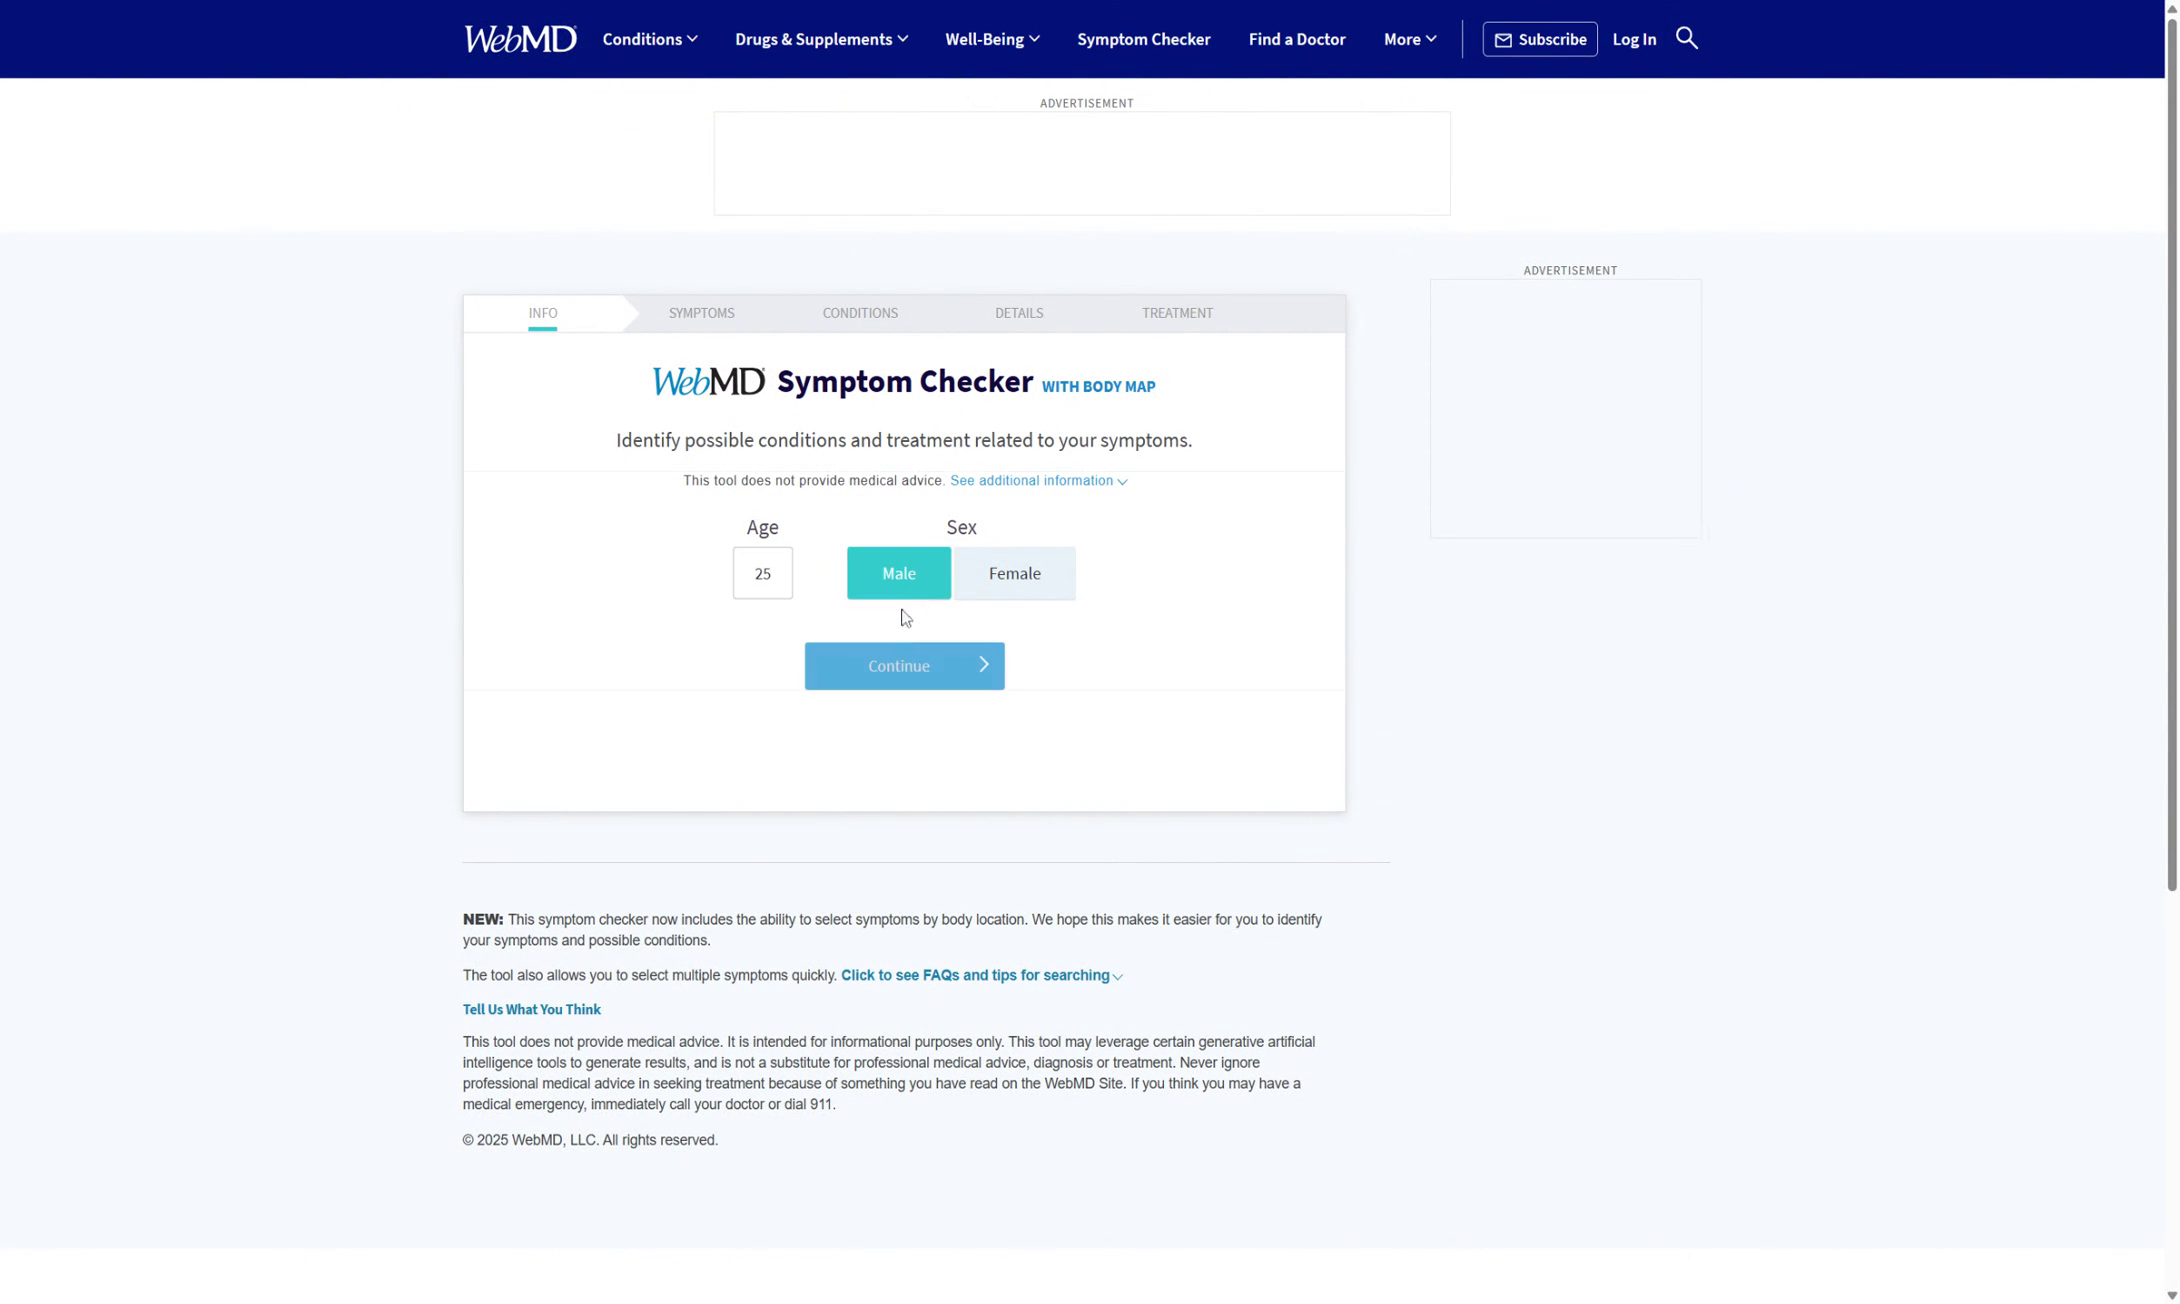 WebMD Conditions Drugs & Supplements Well-Being Symptom Checker Find a Doctor More Subscribe Log In
ADVERTISEMENT
ADVERTISEMENT
INFO SYMPTOMS CONDITIONS DETAILS TREATMENT
WebMD Symptom Checker WITH BODY MAP
Identify possible conditions and treatment related to your symptoms.
This tool does not provide medical advice. See additional information
Age Sex
25 Male Female
Continue
NEW: This symptom checker now includes the ability to select symptoms by body location. We hope this makes it easier for you to identify
your symptoms and possible conditions.
The tool also allows you to select multiple symptoms quickly. Click to see FAQs and tips for searching
Tell Us What You Think
This tool does not provide medical advice. It is intended for informational purposes only. This tool may leverage certain generative artificial
intelligence tools to generate results, and is not a substitute for professional medical advice, diagnosis or treatment. Never ignore
professional medical advice in seeking treatment because of something you have read on the WebMD Site. If you think you may have a
medical emergency, immediately call your doctor or dial 911.
© 2025 WebMD, LLC. All rights reserved.